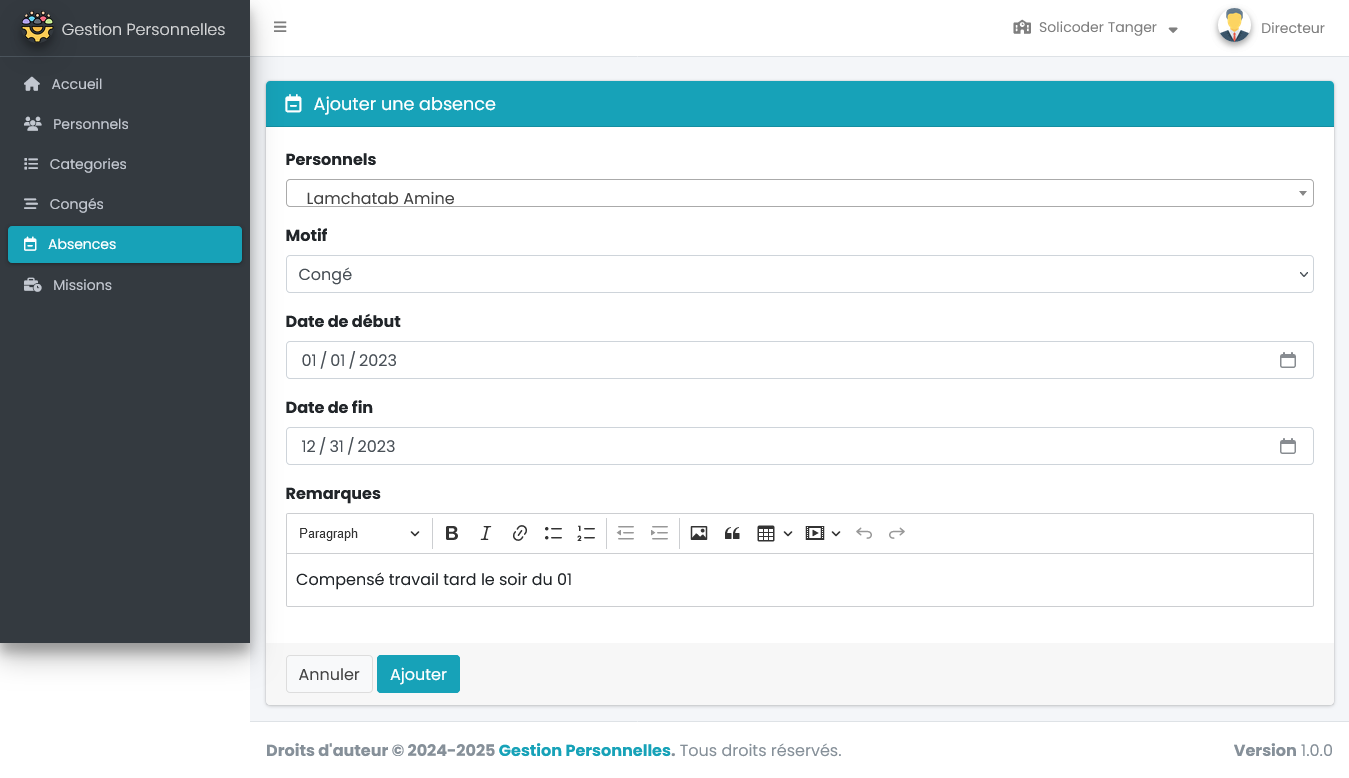 Gestion Personnelles
Solicoder Tanger
Directeur
Accueil
Personnels
Categories
Congés
Absences
Missions
Ajouter une absence
Personnels
Lamchatab Amine
Motif
Congé
Date de début
01 / 01 / 2023
Date de fin
12 / 31 / 2023
Remarques
Paragraph
Compensé travail tard le soir du 01
Annuler
Ajouter
Droits d'auteur © 2024-2025 Gestion Personnelles. Tous droits réservés.
Version 1.0.0